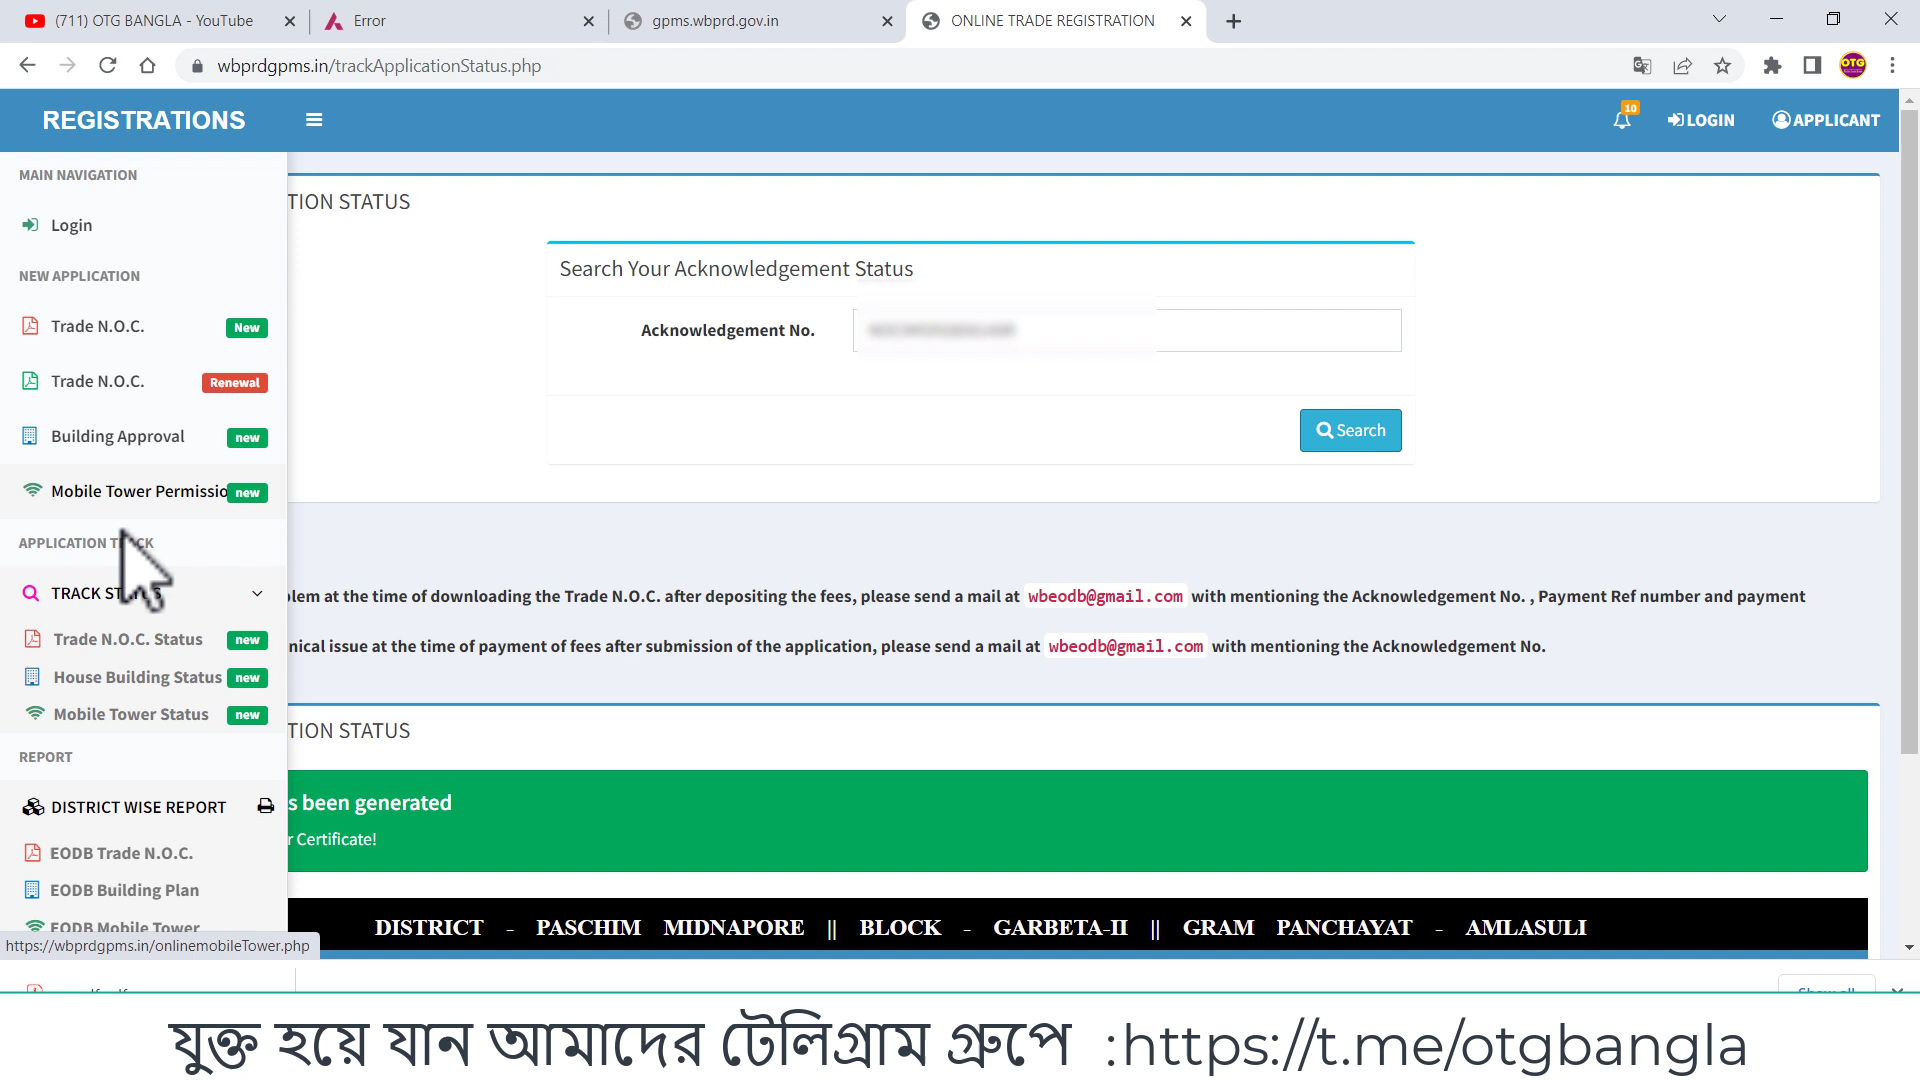 (711) OTG BANGLA - YouTube
Error
gpms.wbprd.gov.in
ONLINE TRADE REGISTRATION
wbprdgpms.in/trackApplicationStatus.php
OTG
REGISTRATIONS
10
LOGIN
APPLICANT
MAIN NAVIGATION
Login
NEW APPLICATION
Trade N.O.C. New
Trade N.O.C. Renewal
Building Approval new
Mobile Tower Permissio new
APPLICATION
TRACK
Trade N.O.C. Status new
House Building Status new
Mobile Tower Status new
REPORT
DISTRICT WISE REPORT
EODB Trade N.O.C.
EODB Building Plan
EODB Mobile Tower
https://wbprdgpms.in/onlinemobileTower.php
TION STATUS
Search Your Acknowledgement Status
Acknowledgement No.
Search
lem at the time of downloading the Trade N.O.C. after depositing the fees, please send a mail at wbeodb@gmail.com with mentioning the Acknowledgement No. , Payment Ref number and payment
nical issue at the time of payment of fees after submission of the application, please send a mail at wbeodb@gmail.com with mentioning the Acknowledgement No.
TION STATUS
s been generated
r Certificate!
DISTRICT - PASCHIM MIDNAPORE || BLOCK - GARBETA-II || GRAM PANCHAYAT - AMLASULI
Show all
যুক্ত হয়ে যান আমাদের টেলিগ্রাম গ্রুপে :https://t.me/otgbangla